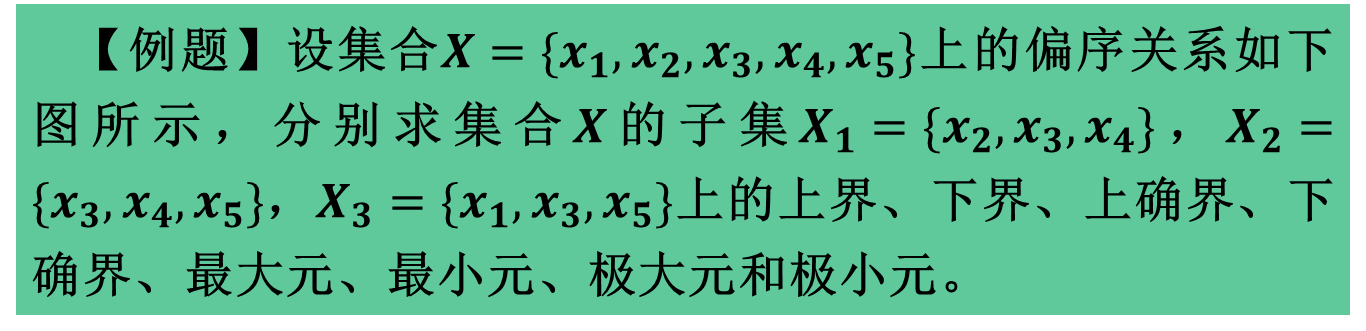 【例题】设集合X = {x₁, x₂, x₃, x₄, x₅}上的偏序关系如下
图所示，分别求集合X的子集X₁ = {x₂, x₃, x₄}，X₂ =
{x₃, x₄, x₅}，X₃ = {x₁, x₃, x₅}上的上界、下界、上确界、下
确界、最大元、最小元、极大元和极小元。